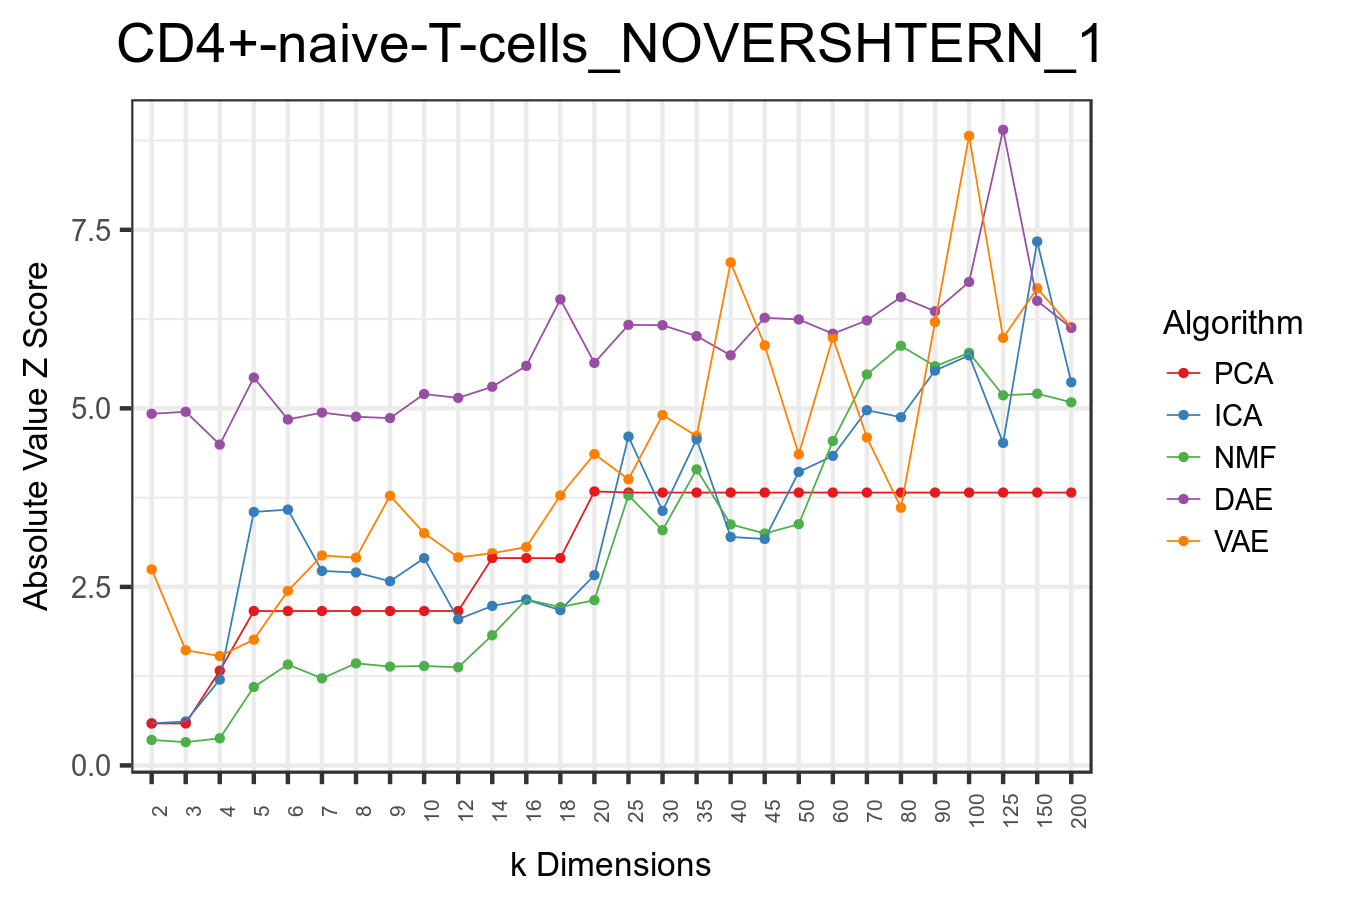 CD4+-naive-T-cells_NOVERSHTERN_1
Absolute Value Z Score
7.5
5.0
2.5
0.0
2 3 4 5 6 7 8 9 10 12 14 16 18 20 25 30 35 40 45 50 60 70 80 90 100 125 150 200
k Dimensions
Algorithm
PCA
ICA
NMF
DAE
VAE